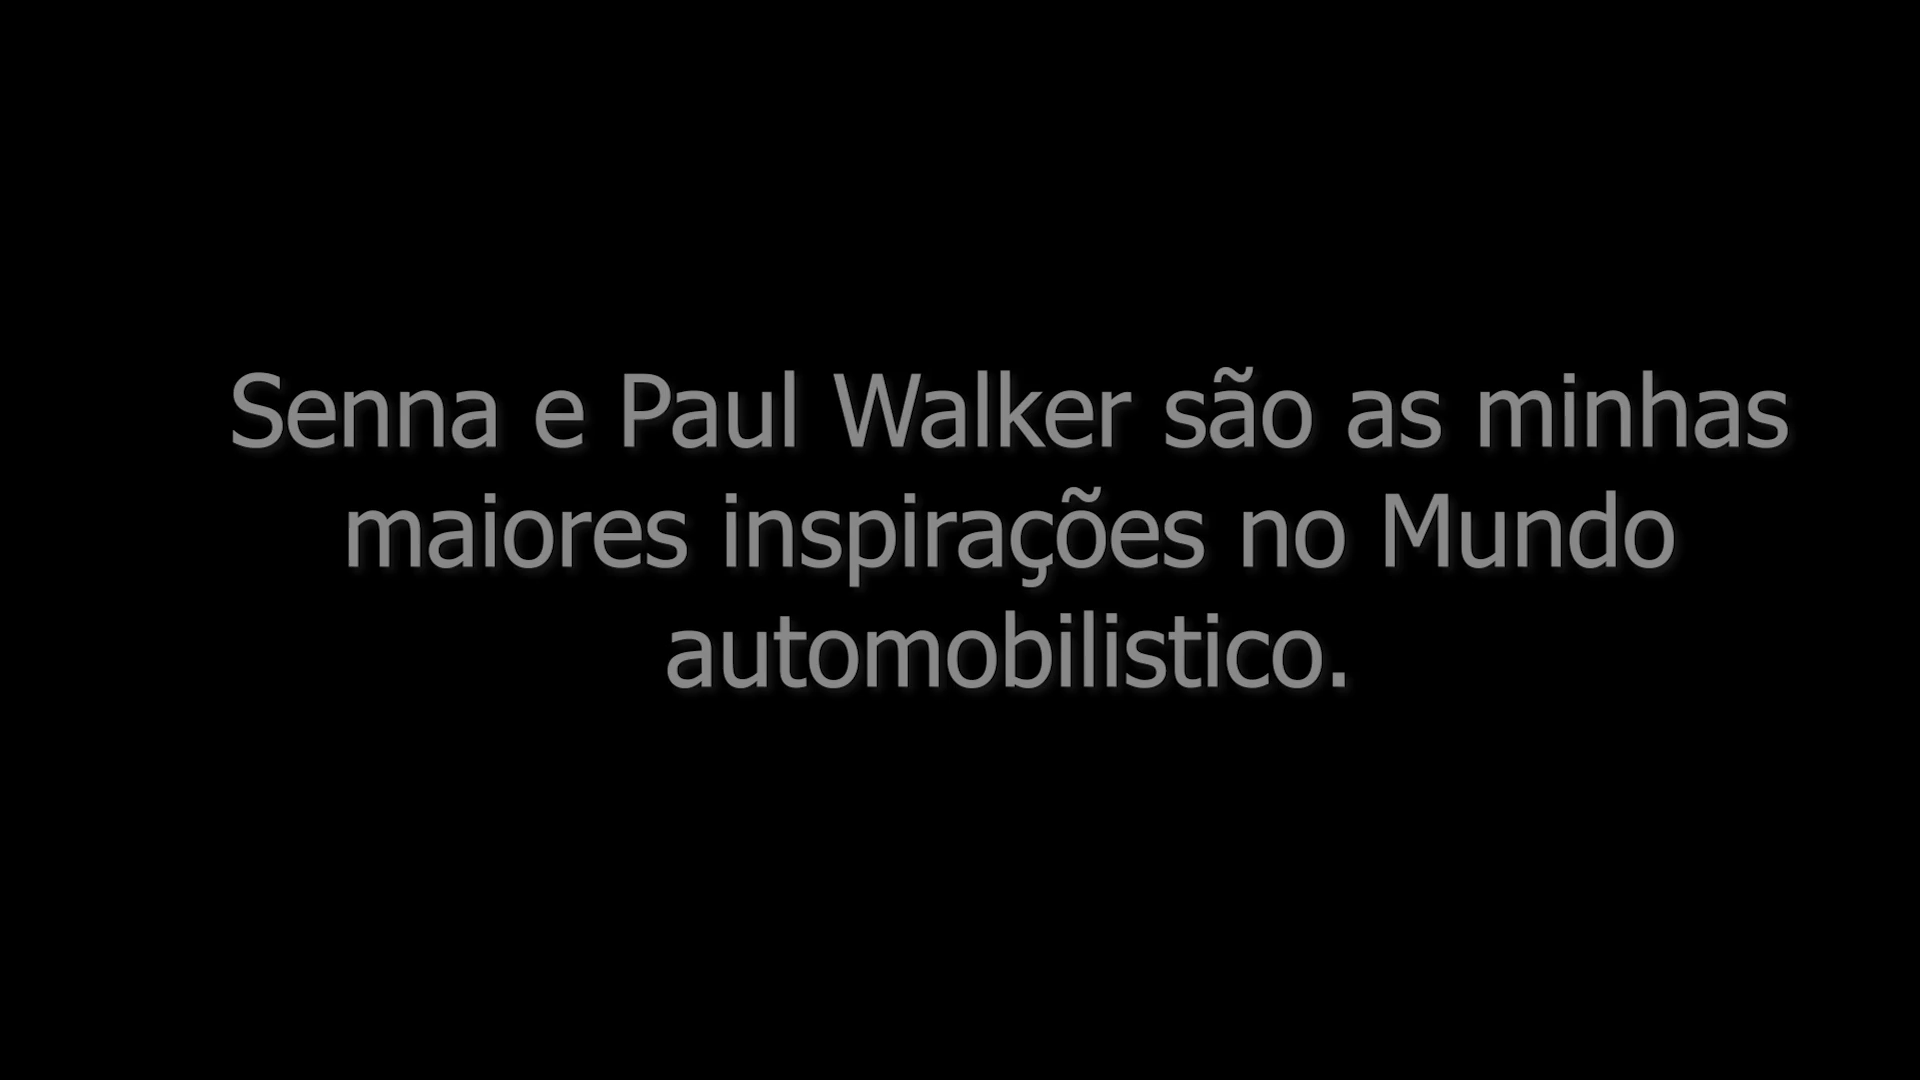 Senna e Paul Walker são as minhas
maiores inspirações no Mundo
automobilistico.